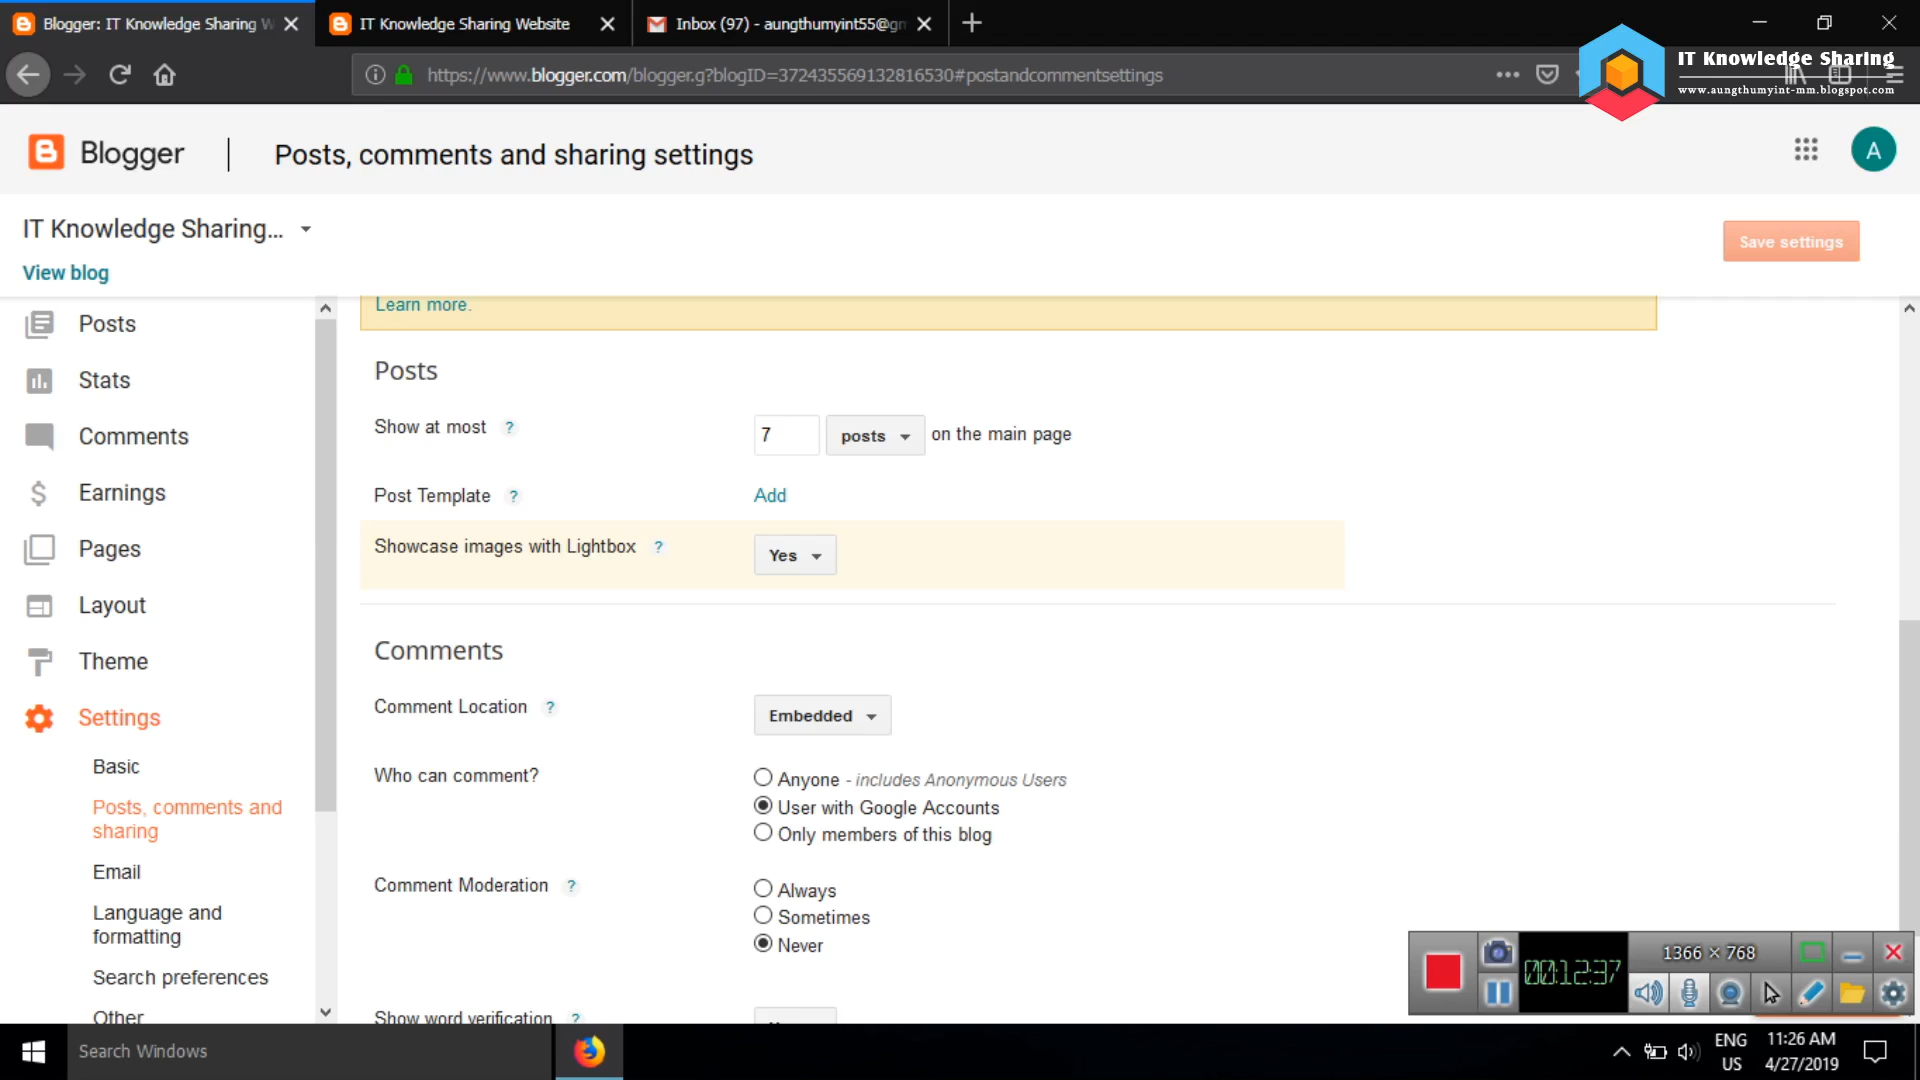 Blogger: IT Knowledge Sharing W
IT Knowledge Sharing Website
Inbox (97) - aungthumyint55@gm
IT Knowledge Sharing
www.aungthumyint-mm.blogspot.com
https://www.blogger.com/blogger.g?blogID=372435569132816530#postandcommentsettings
Blogger
Posts, comments and sharing settings
A
IT Knowledge Sharing...
View blog
Save settings
Learn more.
Posts
Stats
Comments
Earnings
Pages
Layout
Theme
Settings
Basic
Posts, comments and
sharing
Email
Language and
formatting
Search preferences
Other
Posts
Show at most ? 7 posts on the main page
Post Template ? Add
Showcase images with Lightbox ? Yes
Comments
Comment Location ? Embedded
Who can comment? Anyone - includes Anonymous Users
User with Google Accounts
Only members of this blog
Comment Moderation ? Always
Sometimes
Never
Show word verification ?
00:12:37
1366 × 768
Search Windows
ENG
US
11:26 AM
4/27/2019